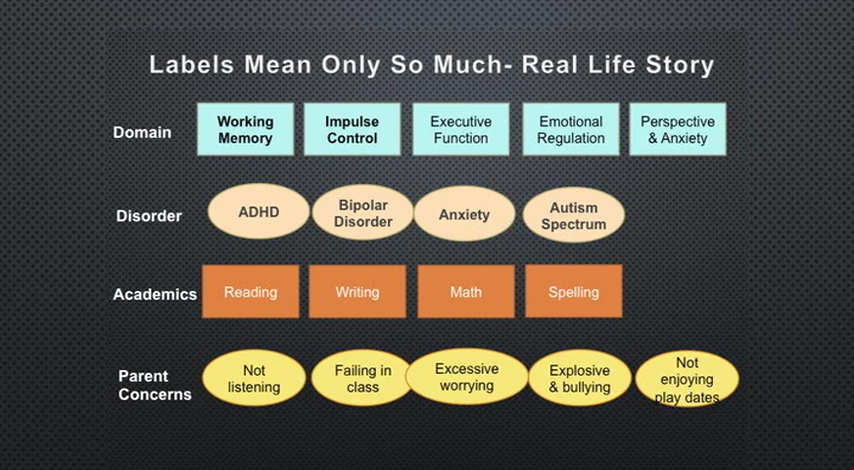 Labels Mean Only So Much- Real Life Story
Domain
Working
Memory
Impulse
Control
Executive
Function
Emotional
Regulation
Perspective
& Anxiety
Disorder
ADHD
Bipolar
Disorder
Anxiety
Autism
Spectrum
Academics
Reading
Writing
Math
Spelling
Parent
Concerns
Not
listening
Failing in
class
Excessive
worrying
Explosive
& bullying
Not
enjoying
play dates